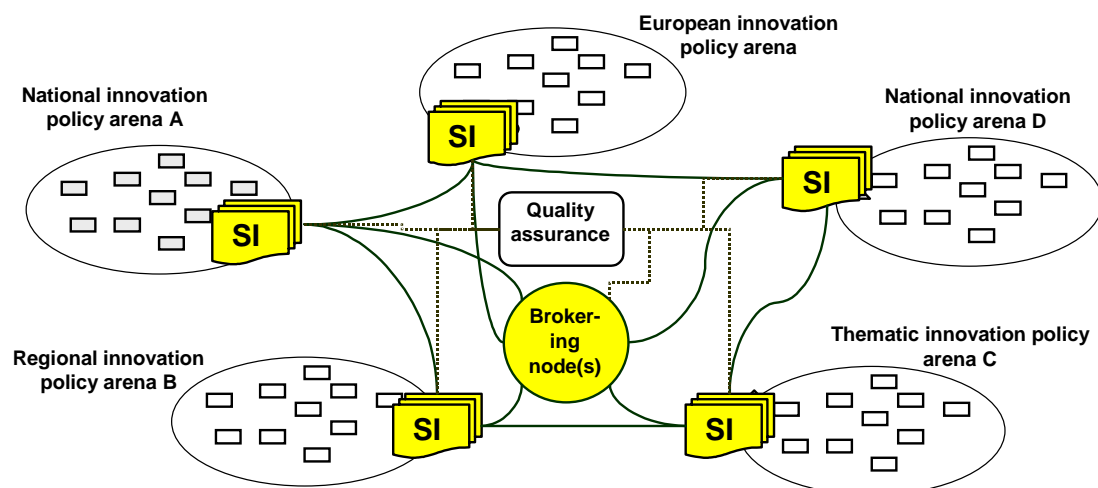 European innovation
policy arena
National innovation
policy arena A
National innovation
policy arena D
SI
SI
SI
Quality
assurance
Broker-
ing
node(s)
Regional innovation
policy arena B
Thematic innovation policy
arena C
SI
SI